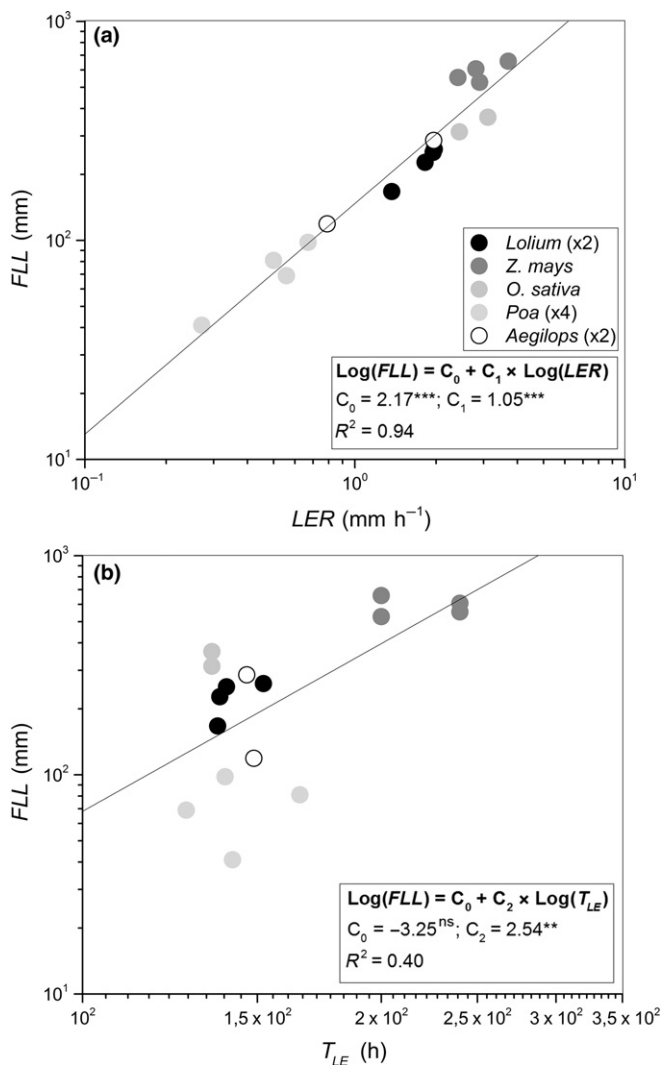 (a)
10³
10²
10¹
FLL (mm)
Lolium (x2)
Z. mays
O. sativa
Poa (x4)
Aegilops (x2)
Log(FLL) = C₀ + C₁ × Log(LER)
C₀ = 2.17***; C₁ = 1.05***
R² = 0.94
10⁻¹ 10⁰ 10¹
LER (mm h⁻¹)
(b)
10³
10²
10¹
FLL (mm)
Log(FLL) = C₀ + C₂ × Log(T_LE)
C₀ = −3.25ⁿˢ; C₂ = 2.54**
R² = 0.40
10² 1,5 x 10² 2 x 10² 2,5 x 10² 3 x 10² 3,5 x 10²
T_LE (h)